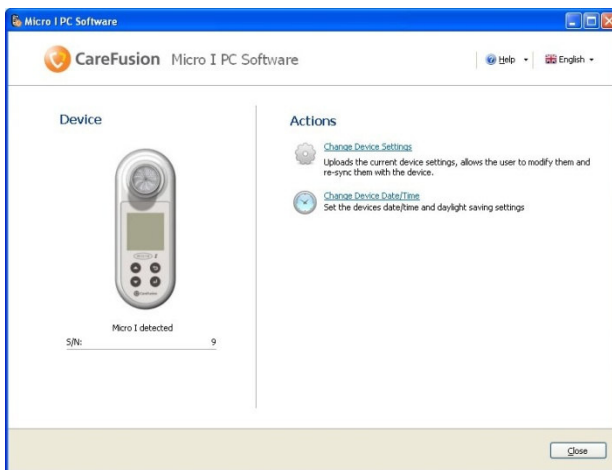 Micro I PC Software
CareFusion Micro I PC Software
Help
English
Device
Micro I detected
S/N: 9
Actions
Change Device Settings
Uploads the current device settings, allows the user to modify them and
re-sync them with the device.
Change Device Date/Time
Set the devices date/time and daylight saving settings
CareFusion
Close